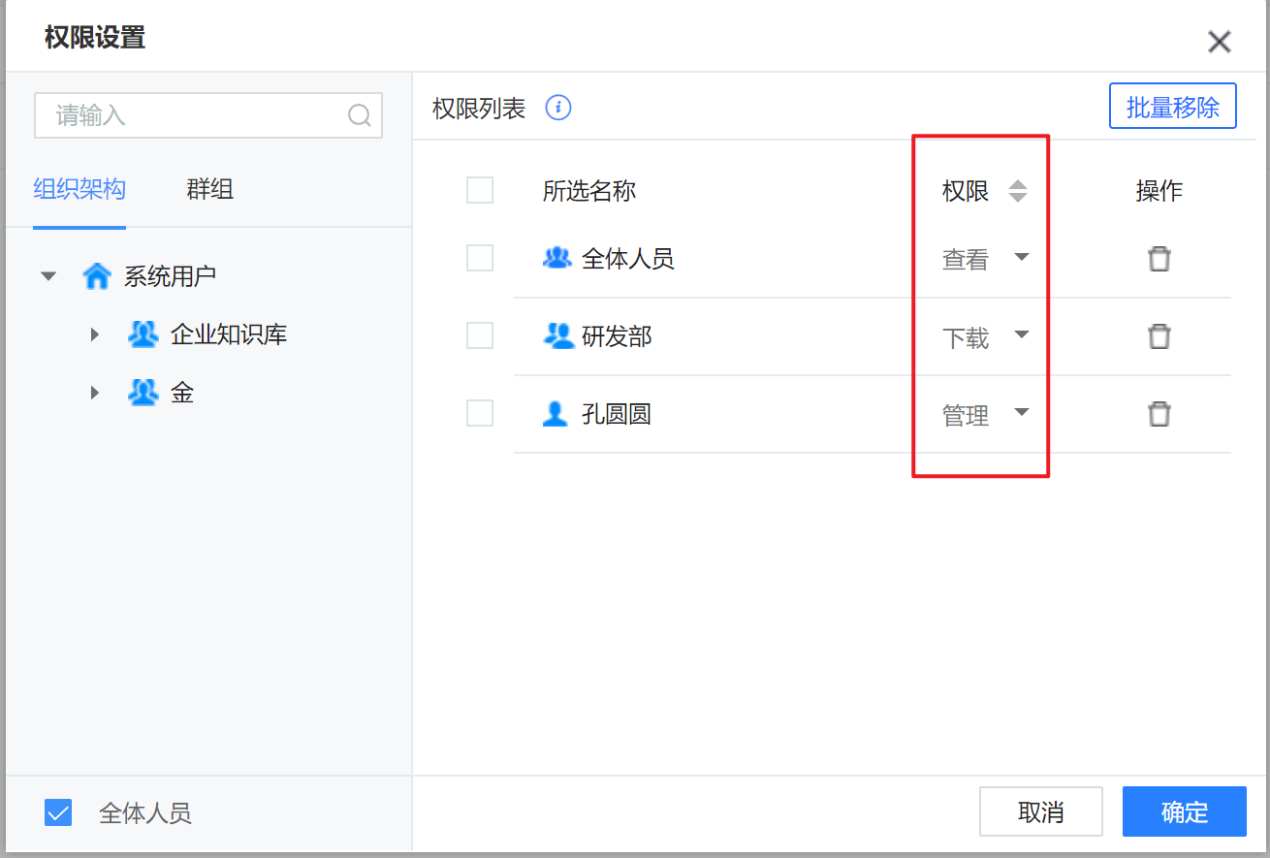 权限设置
请输入
权限列表
批量移除
组织架构 群组
所选名称 权限 操作
系统用户
全体人员 查看
企业知识库
研发部 下载
金
孔圆圆 管理
全体人员
取消 确定